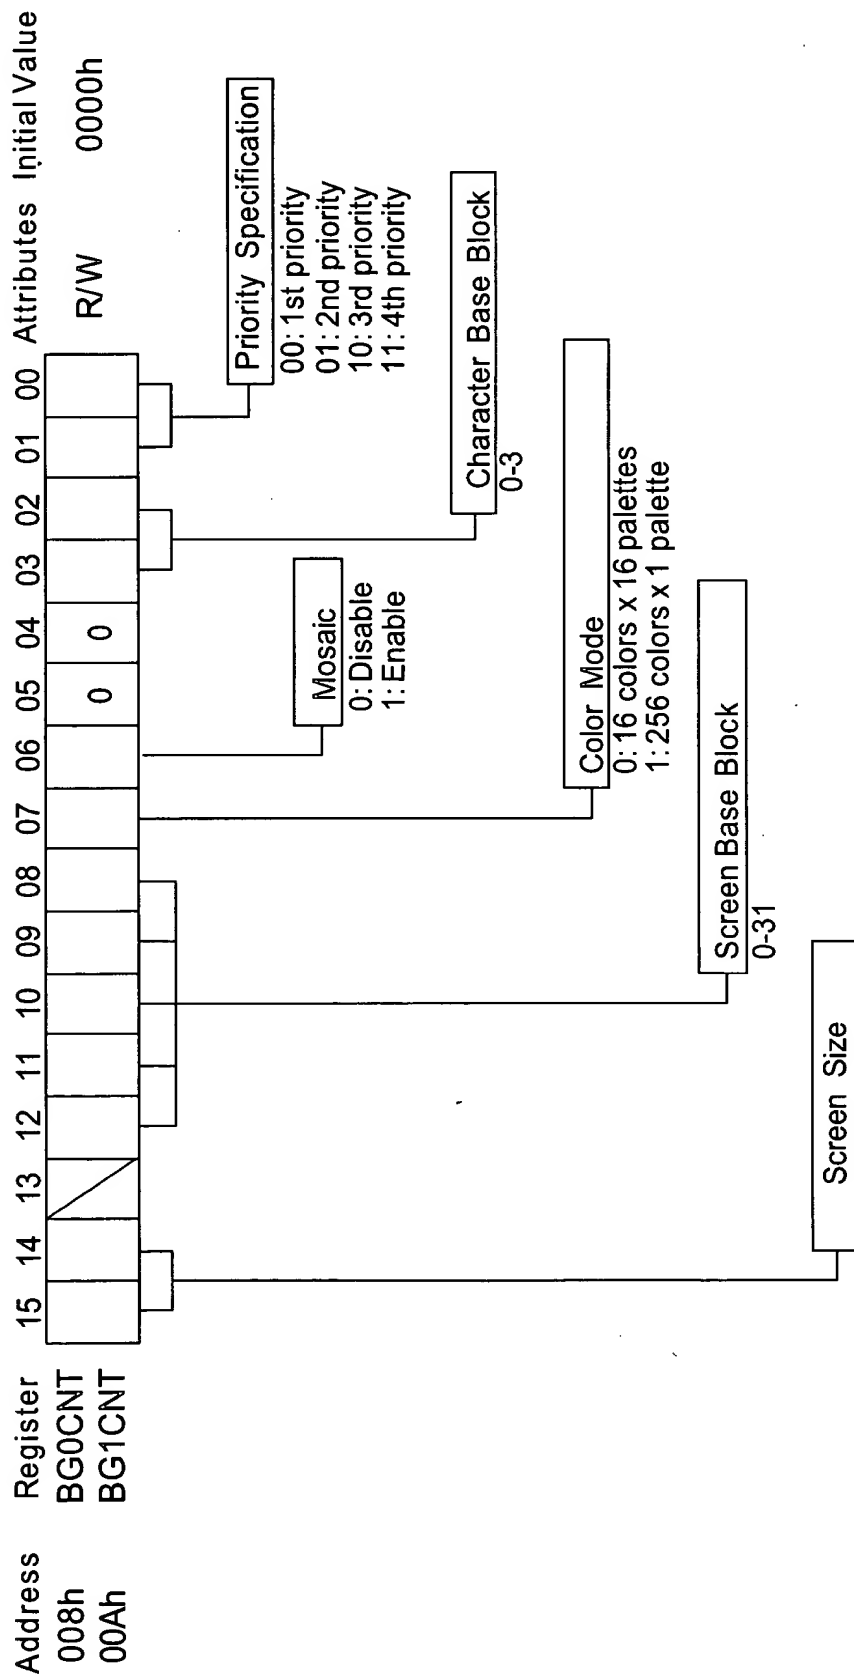 Address Register 15 14 13 12 11 10 09 08 07 06 05 04 03 02 01 00 Attributes Initial Value
008h BG0CNT
00Ah BG1CNT
0 0
R/W 0000h
Priority Specification
00: 1st priority
01: 2nd priority
10: 3rd priority
11: 4th priority
Mosaic
0: Disable
1: Enable
Character Base Block
0-3
Color Mode
0: 16 colors x 16 palettes
1: 256 colors x 1 palette
Screen Base Block
0-31
Screen Size